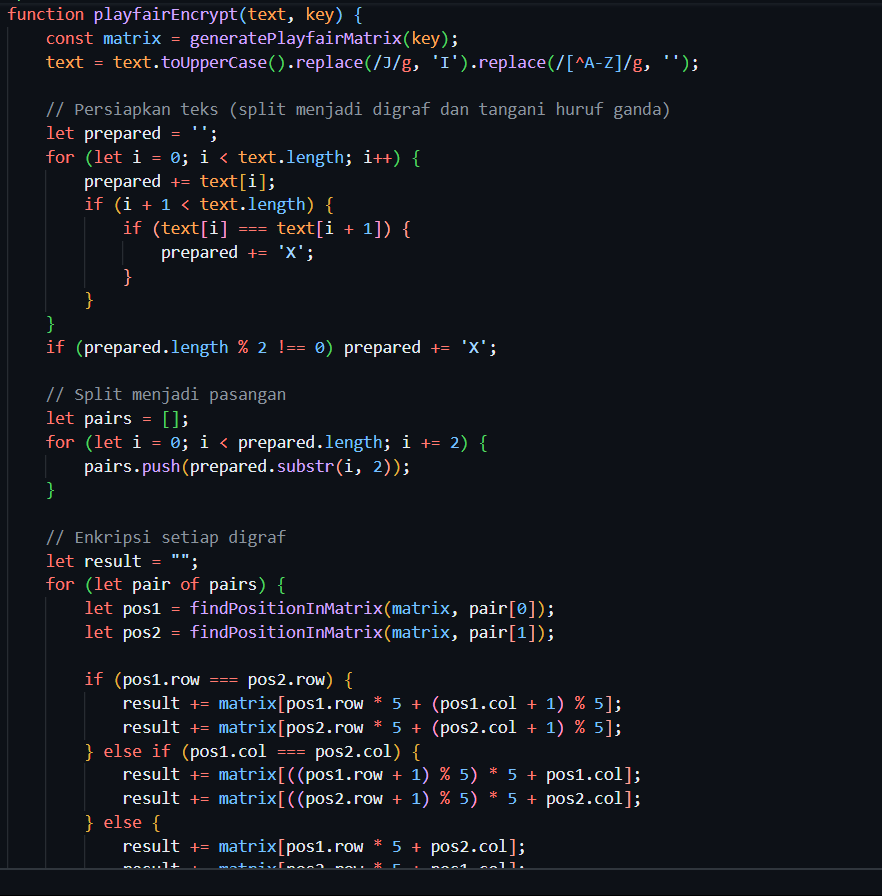 function playfairEncrypt(text, key) {
    const matrix = generatePlayfairMatrix(key);
    text = text.toUpperCase().replace(/J/g, 'I').replace(/[^A-Z]/g, '');

    // Persiapkan teks (split menjadi digraf dan tangani huruf ganda)
    let prepared = '';
    for (let i = 0; i < text.length; i++) {
        prepared += text[i];
        if (i + 1 < text.length) {
            if (text[i] === text[i + 1]) {
                prepared += 'X';
            }
        }
    }
    if (prepared.length % 2 !== 0) prepared += 'X';

    // Split menjadi pasangan
    let pairs = [];
    for (let i = 0; i < prepared.length; i += 2) {
        pairs.push(prepared.substr(i, 2));
    }

    // Enkripsi setiap digraf
    let result = "";
    for (let pair of pairs) {
        let pos1 = findPositionInMatrix(matrix, pair[0]);
        let pos2 = findPositionInMatrix(matrix, pair[1]);

        if (pos1.row === pos2.row) {
            result += matrix[pos1.row * 5 + (pos1.col + 1) % 5];
            result += matrix[pos2.row * 5 + (pos2.col + 1) % 5];
        } else if (pos1.col === pos2.col) {
            result += matrix[((pos1.row + 1) % 5) * 5 + pos1.col];
            result += matrix[((pos2.row + 1) % 5) * 5 + pos2.col];
        } else {
            result += matrix[pos1.row * 5 + pos2.col];
            result += matrix[pos2.row * 5 + pos1.col];